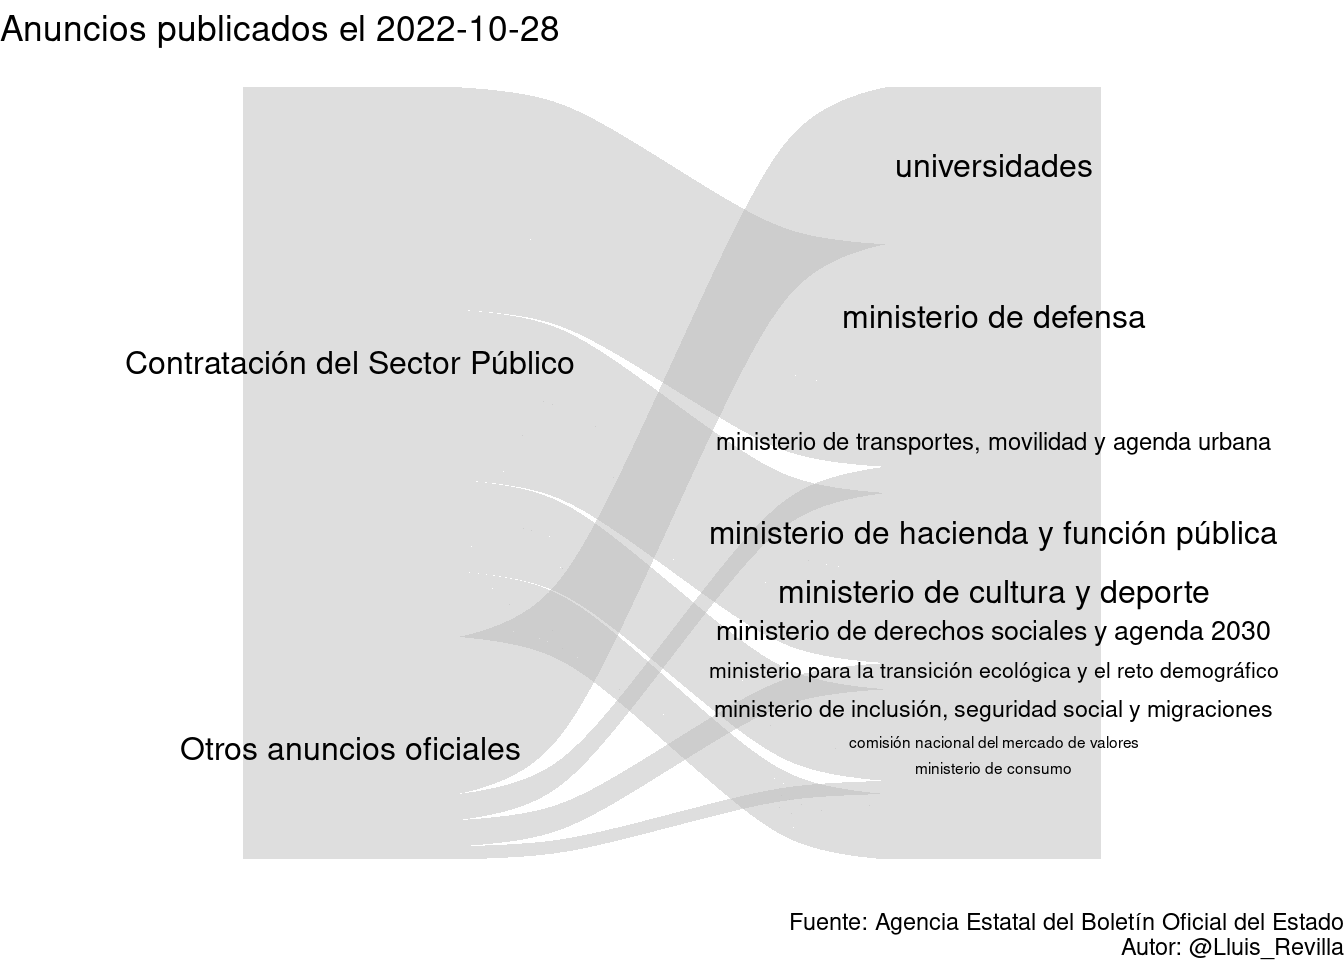 Anuncios publicados el 2022-10-28
universidades
ministerio de defensa
Contratación del Sector Público
ministerio de transportes, movilidad y agenda urbana
ministerio de hacienda y función pública
ministerio de cultura y deporte
ministerio de derechos sociales y agenda 2030
ministerio para la transición ecológica y el reto demográfico
ministerio de inclusión, seguridad social y migraciones
Otros anuncios oficiales
comisión nacional del mercado de valores
ministerio de consumo
Fuente: Agencia Estatal del Boletín Oficial del Estado
Autor: @Lluis_Revilla